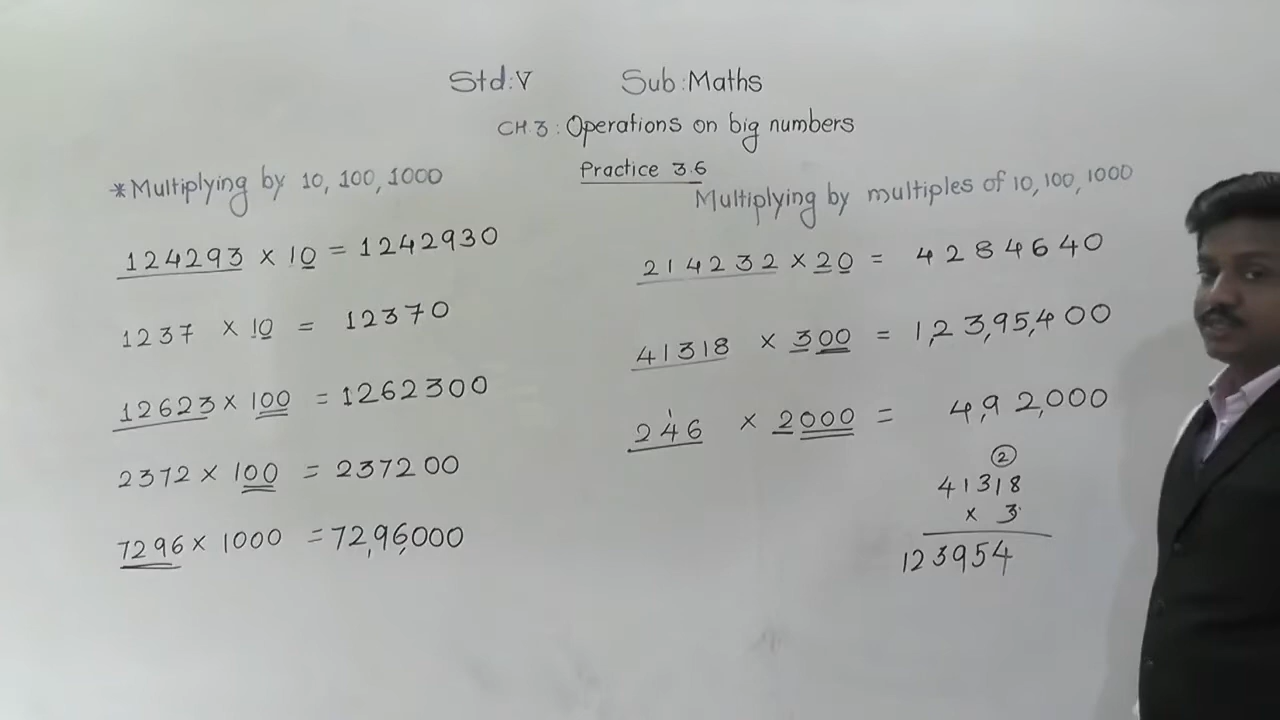 Std:V Sub:Maths
CH.3: Operations on big numbers
Practice 3.6
*Multiplying by 10, 100, 1000
124293 × 10 = 1242930
1237 × 10 = 12370
12623 × 100 = 1262300
2372 × 100 = 237200
7296 × 1000 = 72,96,000
Multiplying by multiples of 10,100,1000
214232 × 20 = 4284640
41318 × 300 = 1,23,95,400
1
246 × 2000 = 4,92,000
2
41318
× 3
123954